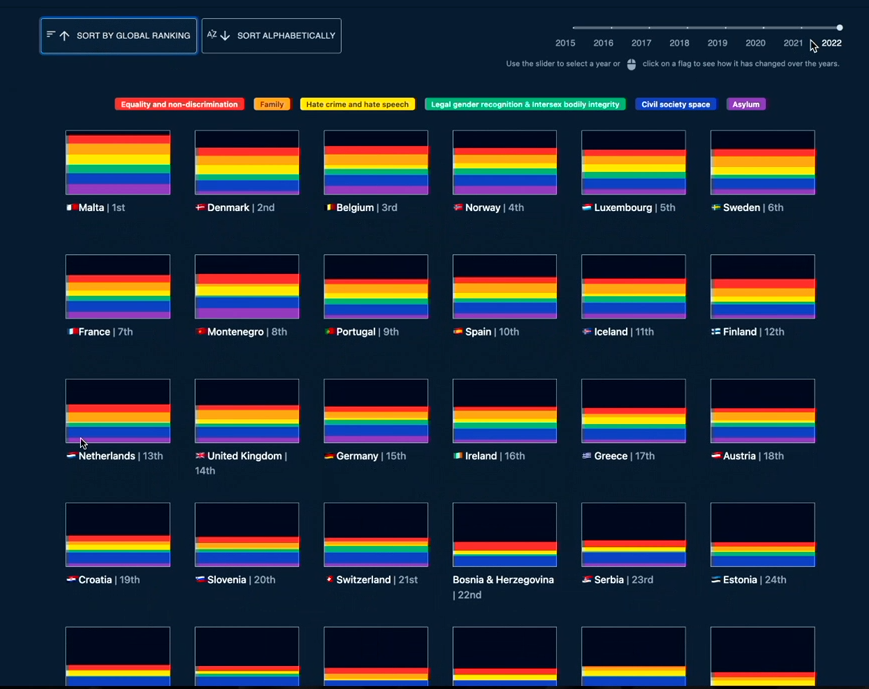 SORT BY GLOBAL RANKING
SORT ALPHABETICALLY
2015 2016 2017 2018 2019 2020 2021 2022
Use the slider to select a year or click on a flag to see how it has changed over the years.
Equality and non-discrimination Family Hate crime and hate speech Legal gender recognition & Intersex bodily integrity Civil society space Asylum
Malta | 1st
Denmark | 2nd
Belgium | 3rd
Norway | 4th
Luxembourg | 5th
Sweden | 6th
France | 7th
Montenegro | 8th
Portugal | 9th
Spain | 10th
Iceland | 11th
Finland | 12th
Netherlands | 13th
United Kingdom |
14th
Germany | 15th
Ireland | 16th
Greece | 17th
Austria | 18th
Croatia | 19th
Slovenia | 20th
Switzerland | 21st
Bosnia & Herzegovina
| 22nd
Serbia | 23rd
Estonia | 24th